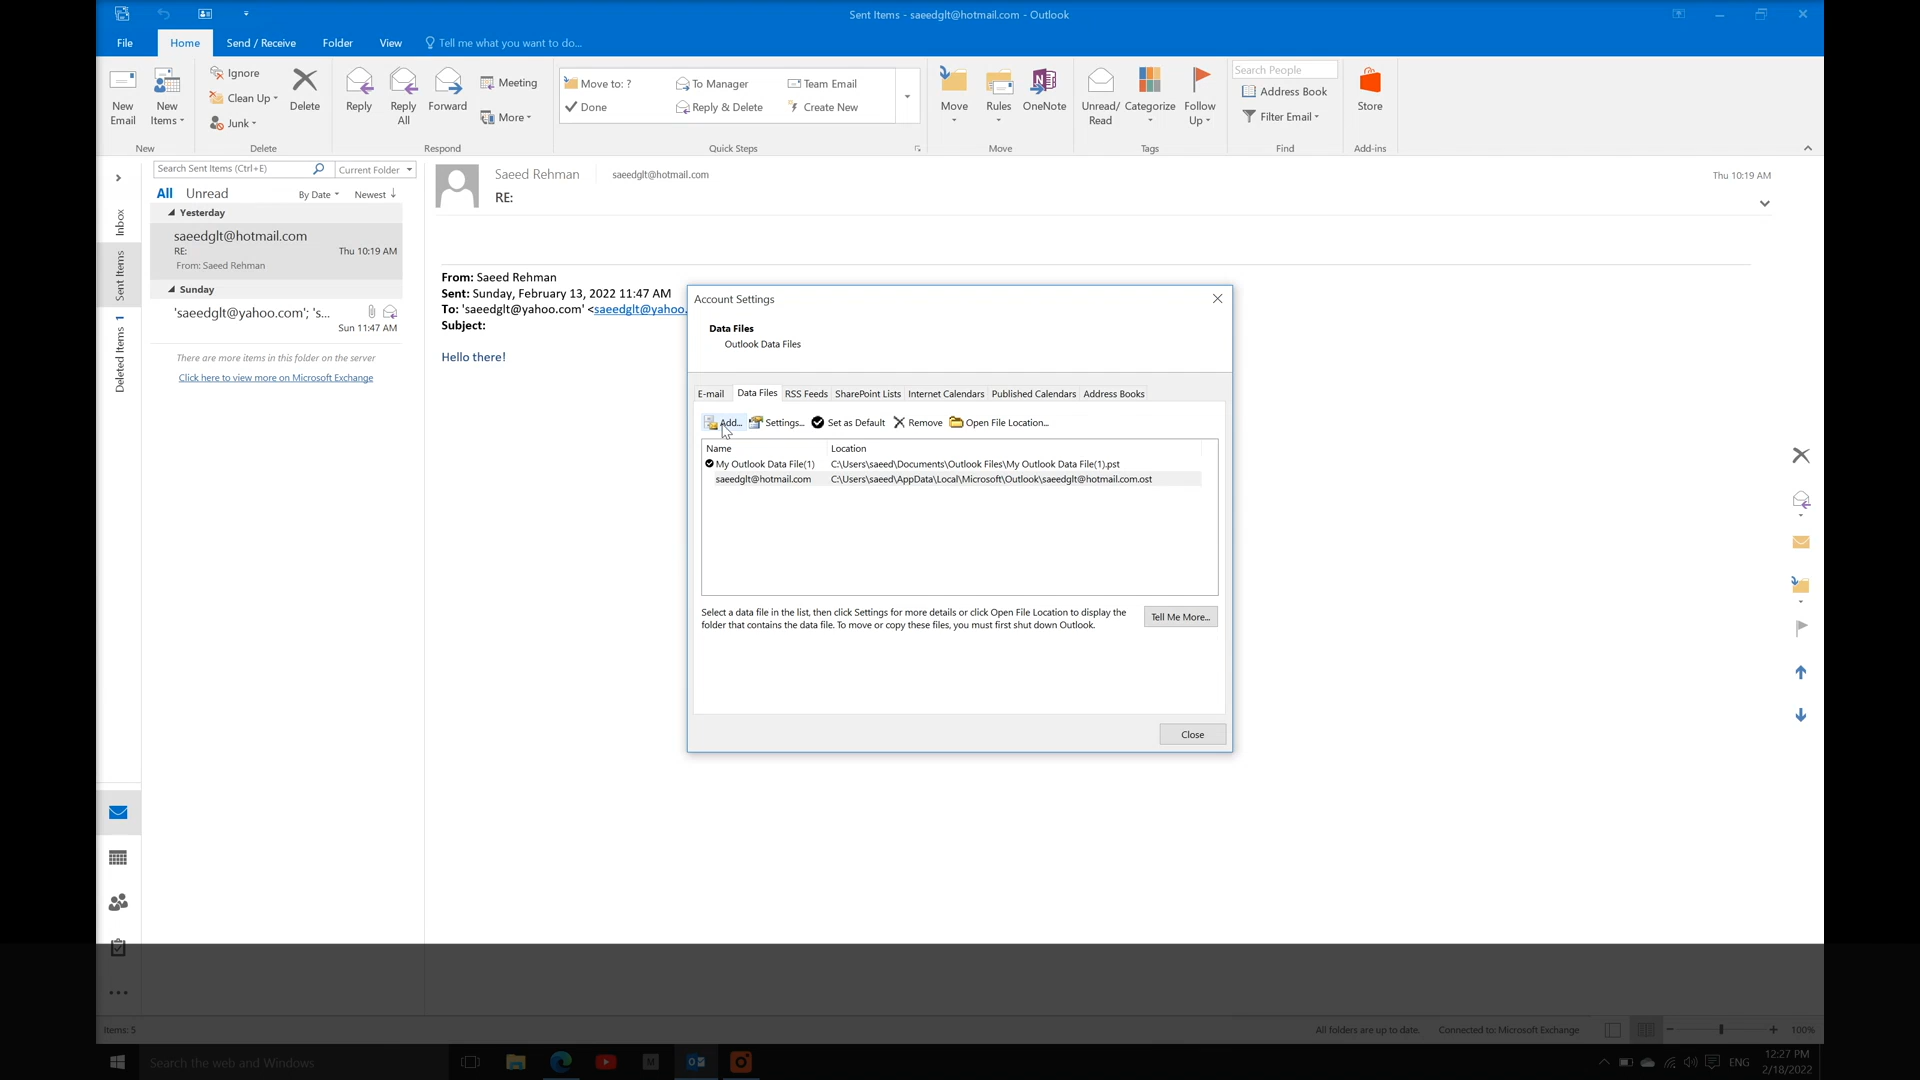 Sent Items - saeedglt@hotmail.com - Outlook
File Home Send / Receive Folder View Tell me what you want to do...
New Email
New Items
New
Ignore
Clean Up
Junk
Delete
Delete
Reply
Reply All
Forward
Meeting
More
Respond
Move to: ? To Manager Team Email
Done Reply & Delete Create New
Quick Steps
Move
Rules
OneNote
Move
Unread/ Read
Categorize
Follow Up
Tags
Search People
Address Book
Filter Email
Find
Store
Add-ins
Inbox
Sent Items
Deleted Items 1
Search Sent Items (Ctrl+E) Current Folder
All Unread By Date Newest
Yesterday
saeedglt@hotmail.com
RE: Thu 10:19 AM
From: Saeed Rehman
Sunday
'saeedglt@yahoo.com'; 's...
Sun 11:47 AM
There are more items in this folder on the server
Click here to view more on Microsoft Exchange
Saeed Rehman saeedglt@hotmail.com Thu 10:19 AM
RE:
From: Saeed Rehman
Sent: Sunday, February 13, 2022 11:47 AM
To: 'saeedglt@yahoo.com' <saeedglt@yahoo.
Subject:
Hello there!
Account Settings
Data Files
Outlook Data Files
E-mail Data Files RSS Feeds SharePoint Lists Internet Calendars Published Calendars Address Books
Add... Settings... Set as Default Remove Open File Location...
Name Location
My Outlook Data File(1) C:\Users\saeed\Documents\Outlook Files\My Outlook Data File(1).pst
saeedglt@hotmail.com C:\Users\saeed\AppData\Local\Microsoft\Outlook\saeedglt@hotmail.com.ost
Select a data file in the list, then click Settings for more details or click Open File Location to display the
folder that contains the data file. To move or copy these files, you must first shut down Outlook.
Tell Me More...
Close
Items: 5 All folders are up to date. Connected to: Microsoft Exchange 100%
Search the web and Windows
ENG
12:27 PM
2/18/2022